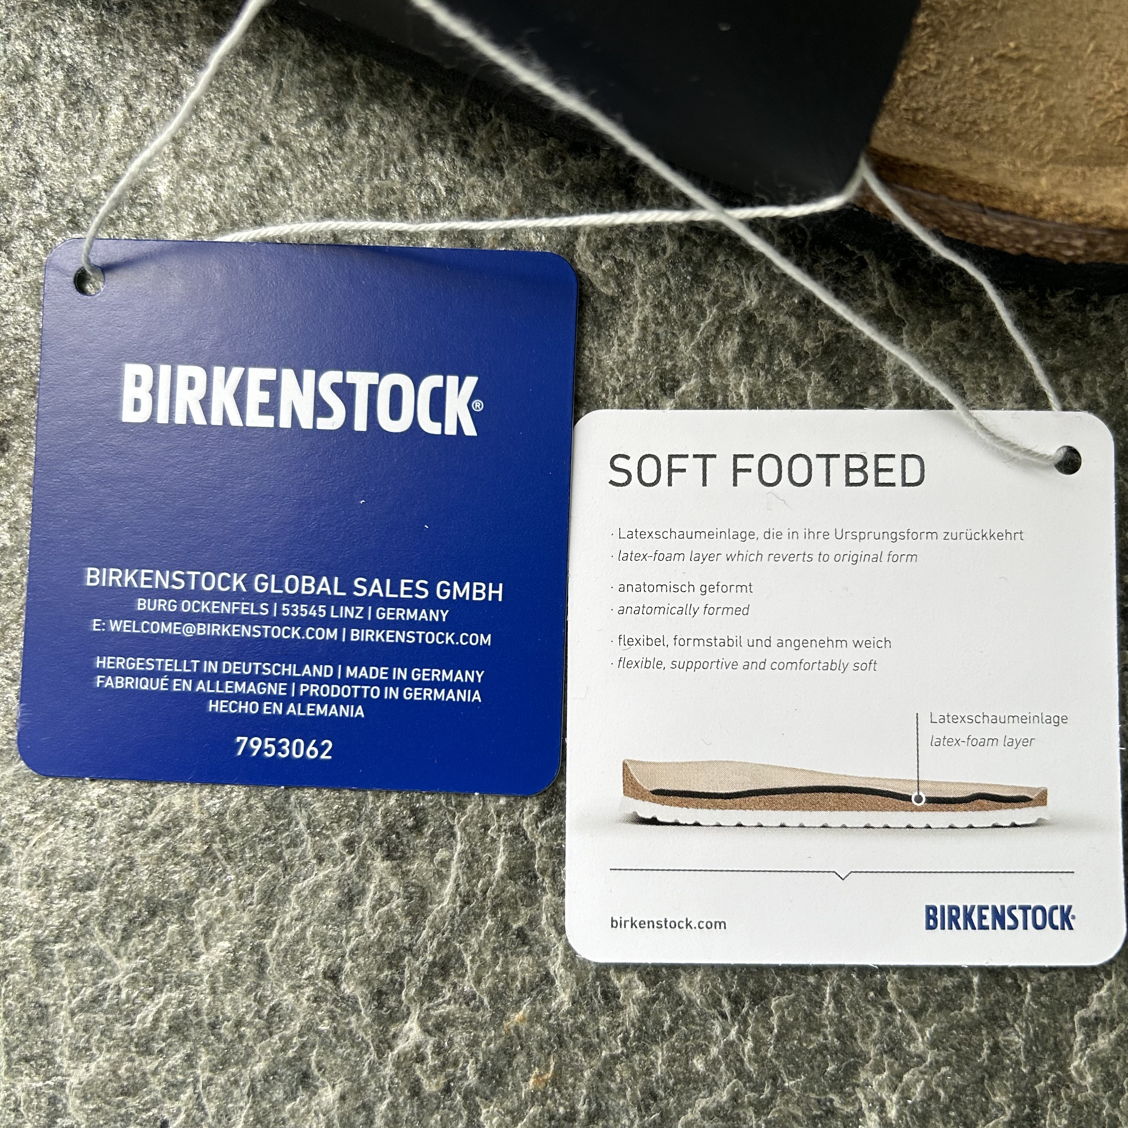 BIRKENSTOCK®
BIRKENSTOCK GLOBAL SALES GMBH
BURG OCKENFELS | 53545 LINZ | GERMANY
E: WELCOME@BIRKENSTOCK.COM | BIRKENSTOCK.COM
HERGESTELLT IN DEUTSCHLAND | MADE IN GERMANY
FABRIQUÉ EN ALLEMAGNE | PRODOTTO IN GERMANIA
HECHO EN ALEMANIA
7953062
SOFT FOOTBED
· Latexschaumeinlage, die in ihre Ursprungsform zurückkehrt
· latex-foam layer which reverts to original form
· anatomisch geformt
· anatomically formed
· flexibel, formstabil und angenehm weich
· flexible, supportive and comfortably soft
Latexschaumeinlage
latex-foam layer
birkenstock.com
BIRKENSTOCK